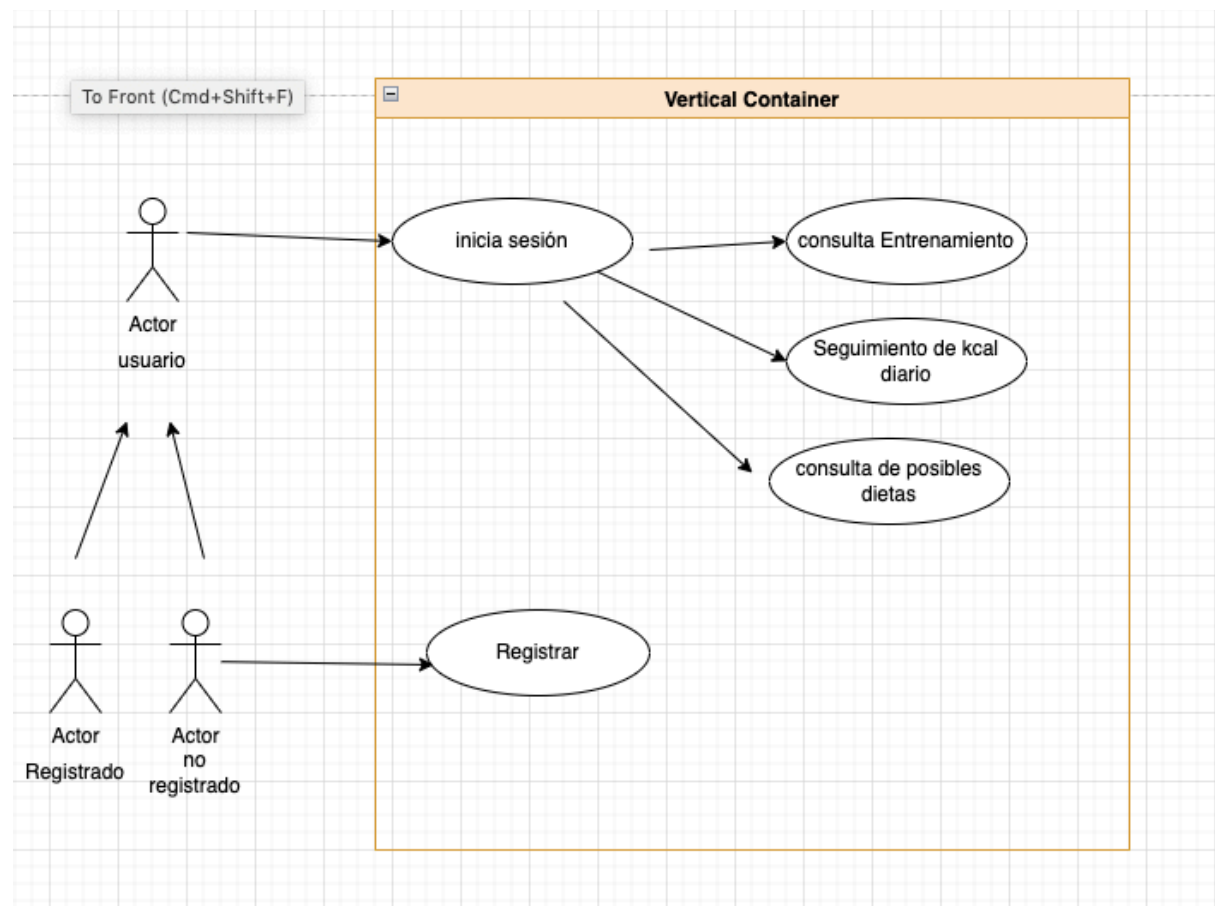 To Front (Cmd+Shift+F)
Vertical Container
inicia sesión
consulta Entrenamiento
Actor
usuario
Seguimiento de kcal
diario
consulta de posibles
dietas
Registrar
Actor
Registrado
Actor
no
registrado